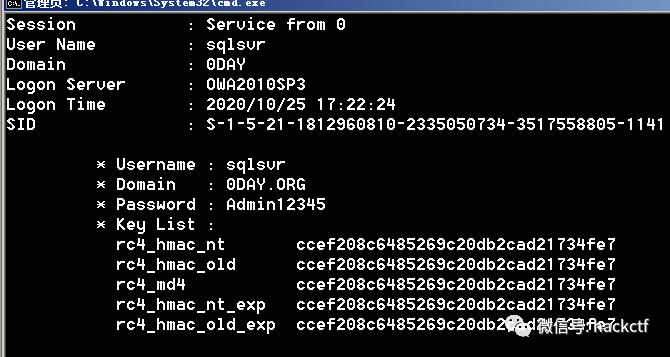 管理员: C:\Windows\System32\cmd.exe
Session : Service from 0
User Name : sqlsvr
Domain : 0DAY
Logon Server : OWA2010SP3
Logon Time : 2020/10/25 17:22:24
SID : S-1-5-21-1812960810-2335050734-3517558805-1141
* Username : sqlsvr
* Domain : 0DAY.ORG
* Password : Admin12345
* Key List :
rc4_hmac_nt ccef208c6485269c20db2cad21734fe7
rc4_hmac_old ccef208c6485269c20db2cad21734fe7
rc4_md4 ccef208c6485269c20db2cad21734fe7
rc4_hmac_nt_exp ccef208c6485269c20db2cad21734fe7
rc4_hmac_old_exp ccef208c6485269c20db2cad21734fe7
微信号: hackctf